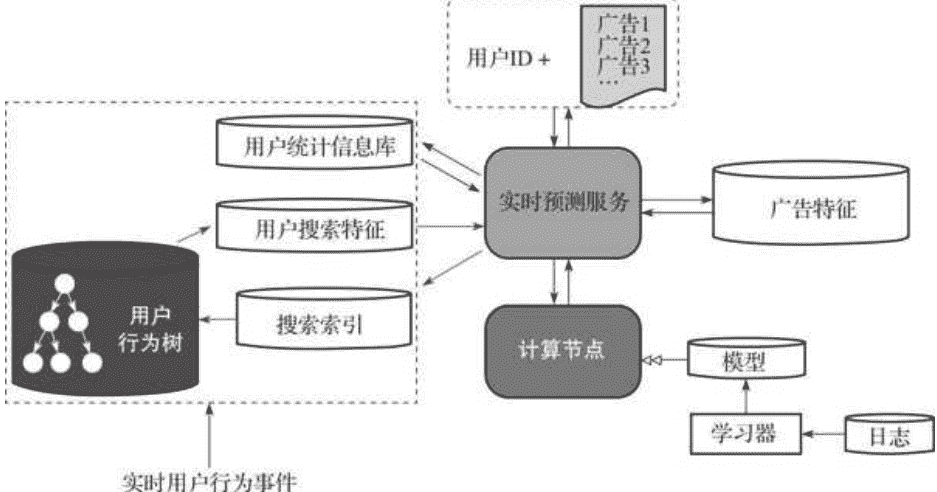 用户ID +
广告1
广告2
广告3
...
用户统计信息库
实时预测服务
用户搜索特征
广告特征
用户
行为树
搜索索引
计算节点
模型
学习器
日志
实时用户行为事件